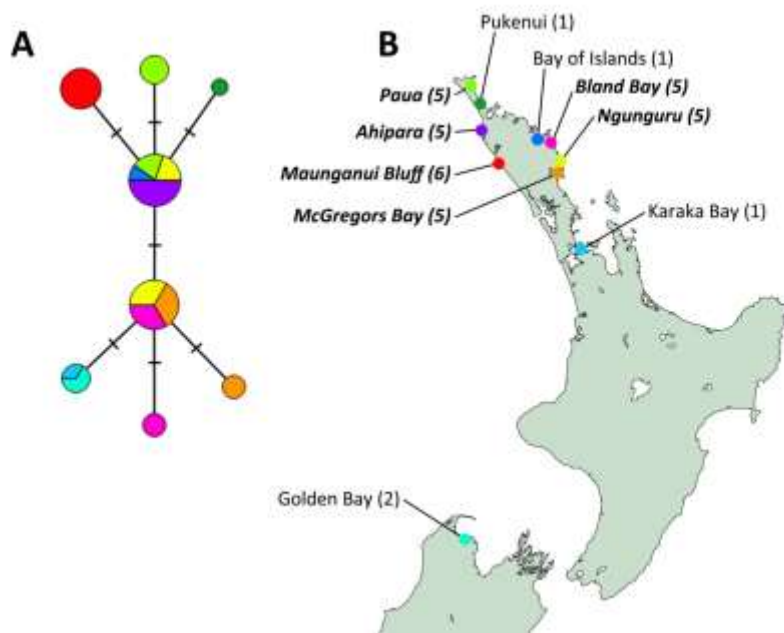 A
B
Pukenui (1)
Bay of Islands (1)
Bland Bay (5)
Paua (5)
Ngunguru (5)
Ahipara (5)
Maunganui Bluff (6)
McGregors Bay (5)
Karaka Bay (1)
Golden Bay (2)